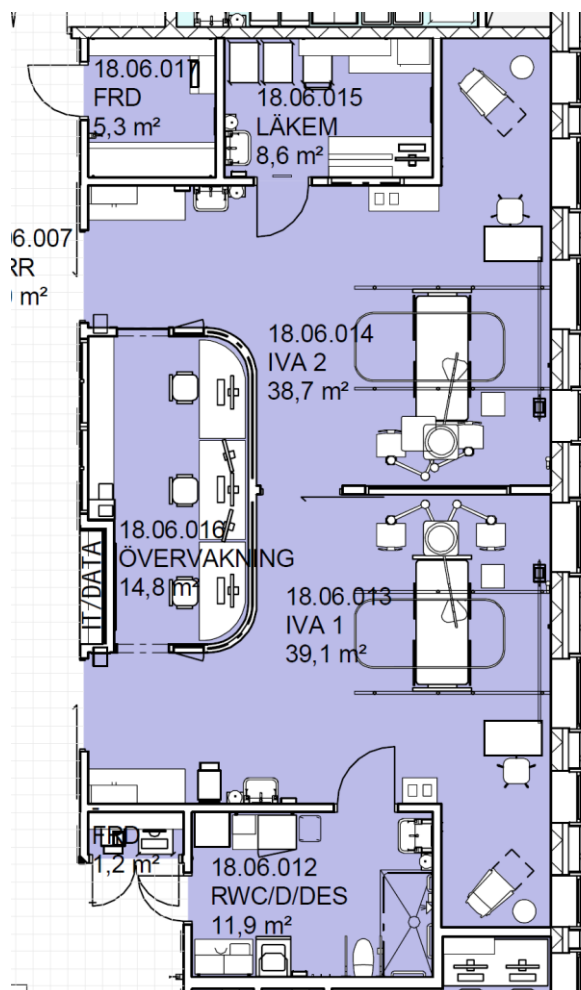 18.06.017
FRD
5,3 m²
18.06.015
LÄKEM
8,6 m²
06.007
RR
m²
18.06.014
IVA 2
38,7 m²
18.06.016
ÖVERVAKNING
14,8 m²
IT/DATA
18.06.013
IVA 1
39,1 m²
FRD
1,2 m²
18.06.012
RWC/D/DES
11,9 m²